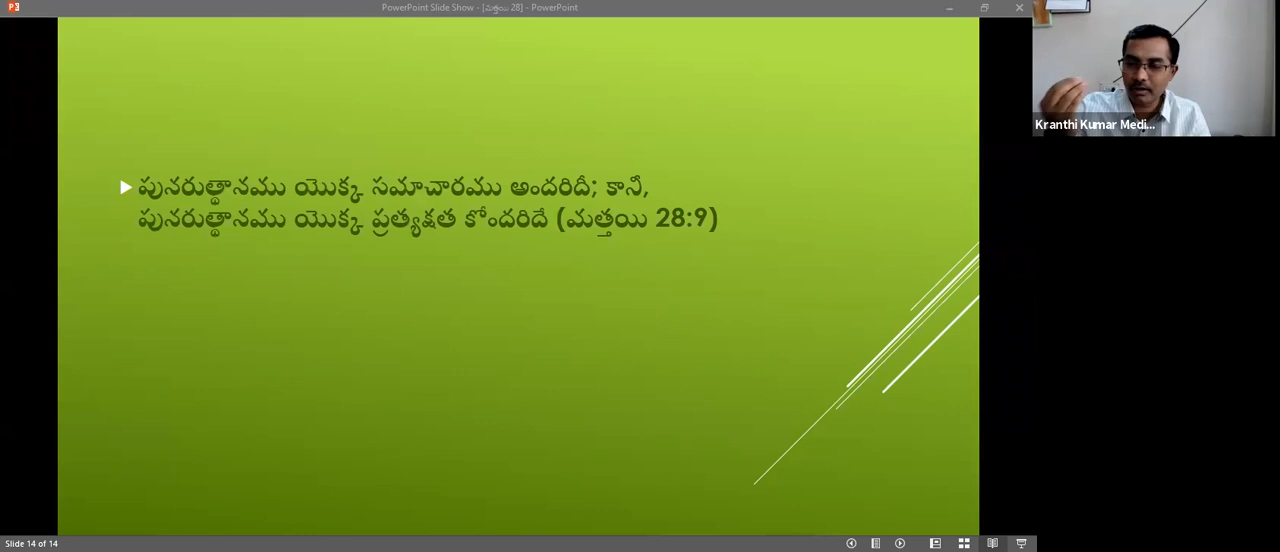 PowerPoint Slide Show - [మత్తయి 28] - PowerPoint
Kranthi Kumar Medi...
పునరుత్థానము యొక్క సమాచారము అందరిదీ; కానీ,
పునరుత్థానము యొక్క ప్రత్యక్షత కోందరిదే (మత్తయి 28:9)
Slide 14 of 14